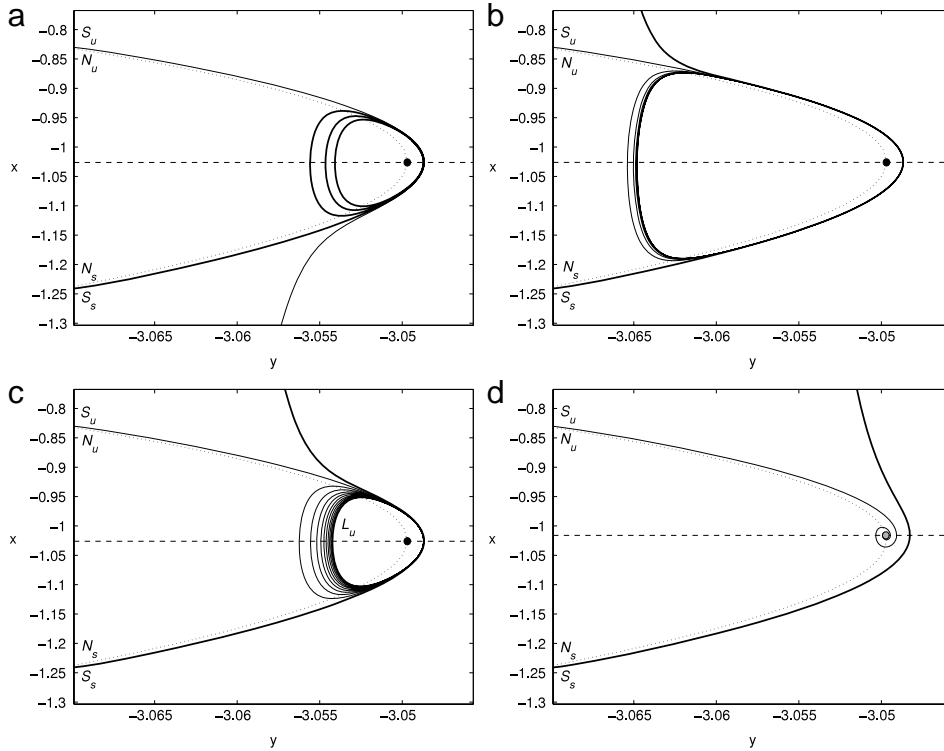 a
b
−0.8
−0.85
−0.9
−0.95
−1
−1.05
−1.1
−1.15
−1.2
−1.25
−1.3
x
S_u
N_u
N_s
S_s
−3.065
−3.06
−3.055
−3.05
y
−0.8
−0.85
−0.9
−0.95
−1
−1.05
−1.1
−1.15
−1.2
−1.25
−1.3
x
S_u
N_u
N_s
S_s
−3.065
−3.06
−3.055
−3.05
y
c
d
−0.8
−0.85
−0.9
−0.95
−1
−1.05
−1.1
−1.15
−1.2
−1.25
−1.3
x
S_u
N_u
L_u
N_s
S_s
−3.065
−3.06
−3.055
−3.05
y
−0.8
−0.85
−0.9
−0.95
−1
−1.05
−1.1
−1.15
−1.2
−1.25
−1.3
x
S_u
N_u
N_s
S_s
−3.065
−3.06
−3.055
−3.05
y